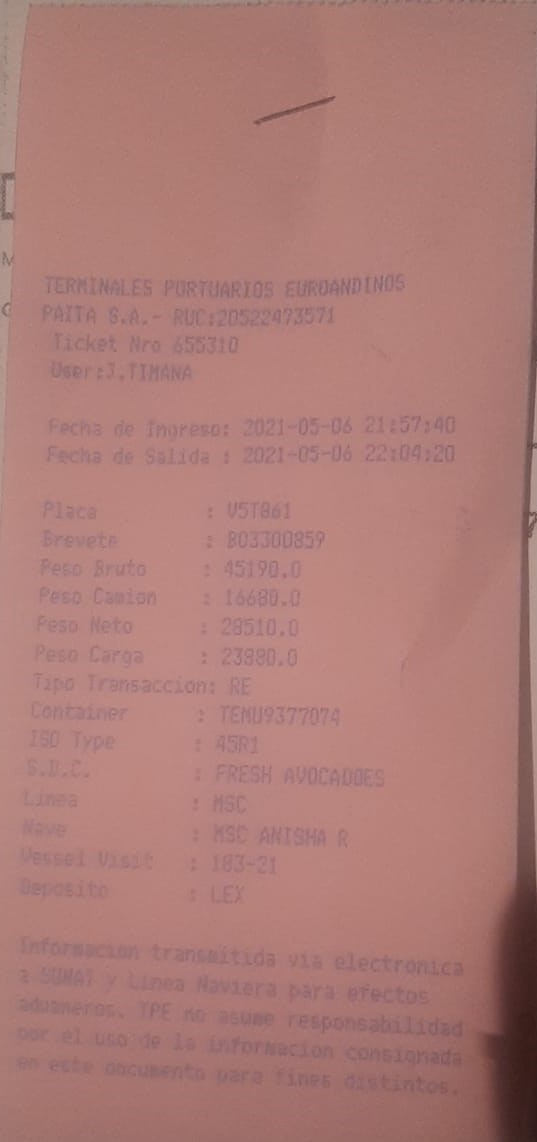 TERMINALES PORTUARIOS EUROANDINOS
PAITA S.A.- RUC:20522473571
Ticket Nro 655310
User:J.TIMANA
Fecha de Ingreso: 2021-05-06 21:57:40
Fecha de Salida : 2021-05-06 22:04:20
Placa : V5T861
Brevete : B03300859
Peso Bruto : 45190.0
Peso Camion : 16680.0
Peso Neto : 28510.0
Peso Carga : 23880.0
Tipo Transaccion: RE
Container : TEMU9377074
ISO Type : 45R1
: FRESH AVOCADOES
Linea : MSC
Nave : MSC ANISHA R
Vessel Visit : 183-21
Deposito : LEX
Informacion transmitida via electronica
a SUNAT y Linea Naviera para efectos
aduaneros. TPE no asume responsabilidad
por el uso de la informacion consignada
en este documento para fines distintos.